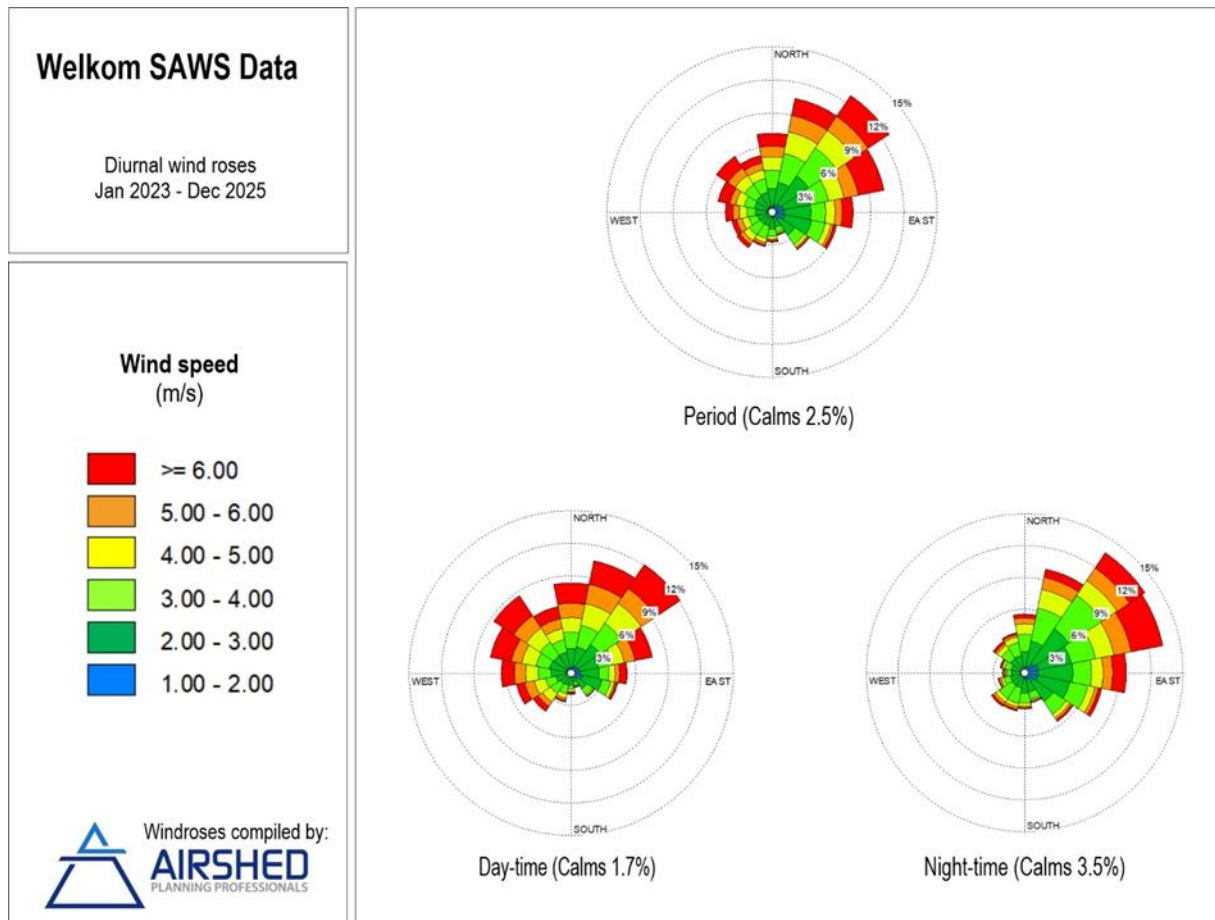 Welkom SAWS Data
Diurnal wind roses
Jan 2023 - Dec 2025
Wind speed
(m/s)
>= 6.00
5.00 - 6.00
4.00 - 5.00
3.00 - 4.00
2.00 - 3.00
1.00 - 2.00
Windroses compiled by:
AIRSHED
PLANNING PROFESSIONALS
NORTH
15%
12%
9%
6%
3%
WEST
EAST
SOUTH
Period (Calms 2.5%)
NORTH
15%
12%
9%
6%
3%
WEST
EAST
SOUTH
Day-time (Calms 1.7%)
NORTH
15%
12%
9%
6%
3%
WEST
EAST
SOUTH
Night-time (Calms 3.5%)